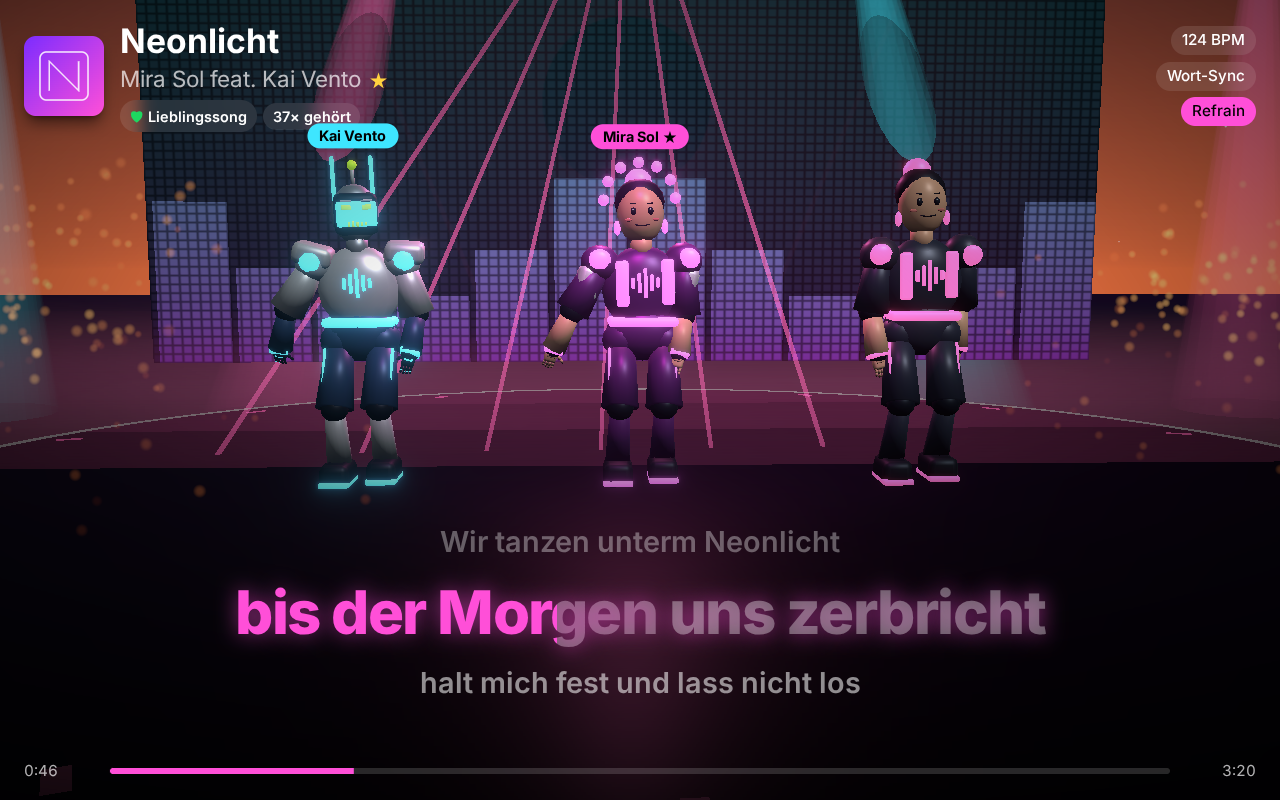 N
Neonlicht
Mira Sol feat. Kai Vento ★
Lieblingssong
37× gehört
124 BPM
Wort-Sync
Refrain
Kai Vento
Mira Sol ★
Wir tanzen unterm Neonlicht
bis der Morgen uns zerbricht
halt mich fest und lass nicht los
0:46
3:20